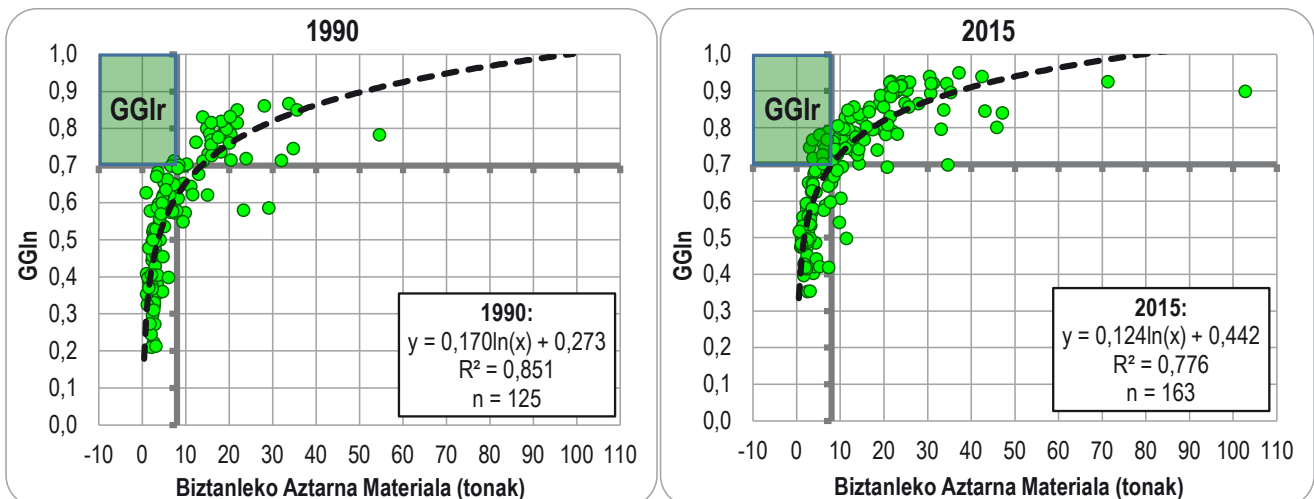 1990
1,0
0,9
0,8
0,7
0,6
0,5
0,4
0,3
0,2
0,1
0,0
GGIn
GGIr
1990:
y = 0,170ln(x) + 0,273
R² = 0,851
n = 125
-10 0 10 20 30 40 50 60 70 80 90 100 110
Biztanleko Aztarna Materiala (tonak)
2015
1,0
0,9
0,8
0,7
0,6
0,5
0,4
0,3
0,2
0,1
0,0
GGIn
GGIr
2015:
y = 0,124ln(x) + 0,442
R² = 0,776
n = 163
-10 0 10 20 30 40 50 60 70 80 90 100 110
Biztanleko Aztarna Materiala (tonak)